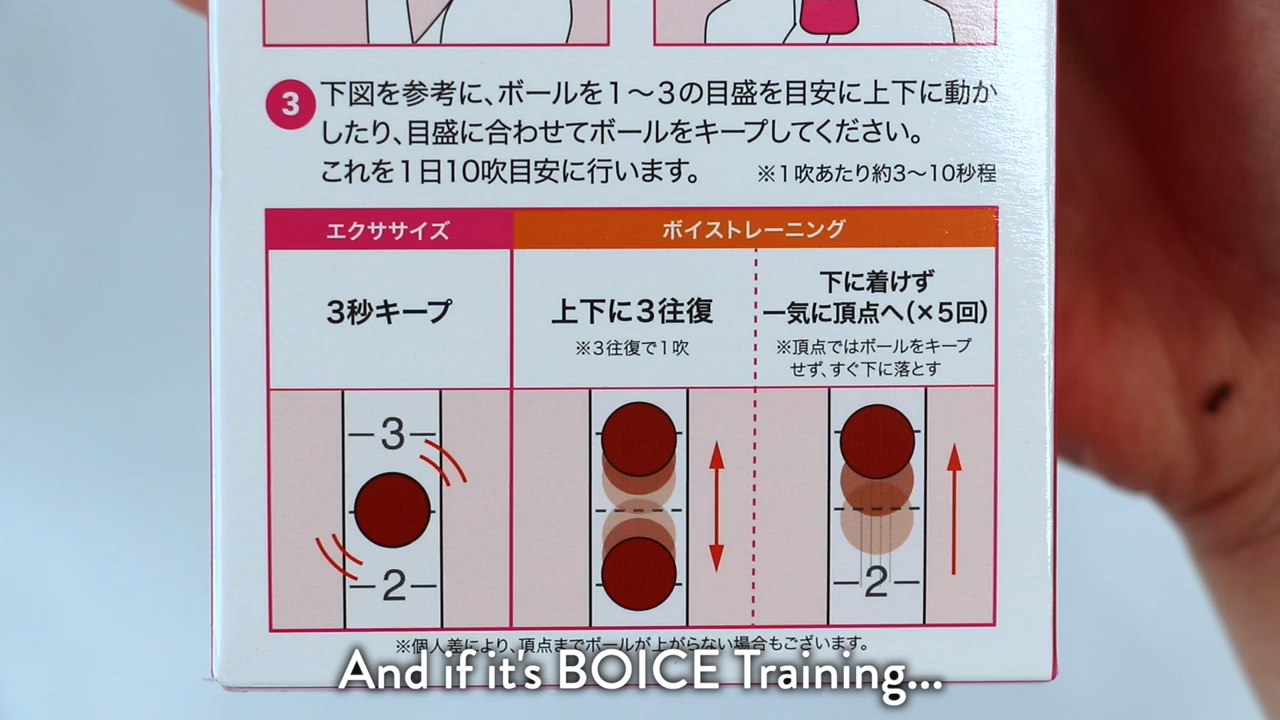 3 下図を参考に、ボールを1〜3の目盛を目安に上下に動か
したり、目盛に合わせてボールをキープしてください。
これを1日10吹目安に行います。 ※1吹あたり約3〜10秒程
エクササイズ ボイストレーニング
3秒キープ
上下に3往復
※3往復で1吹
下に着けず
一気に頂点へ(×5回)
※頂点ではボールをキープ
せず、すぐ下に落とす
3
2
2
※個人差により、頂点までボールが上がらない場合もございます。
And if it's BOICE Training...